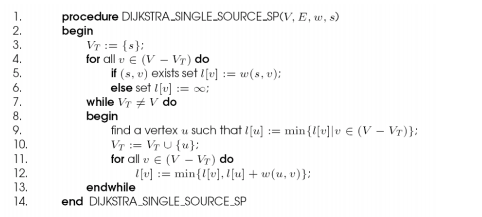 1. procedure DIJKSTRA_SINGLE_SOURCE_SP(V, E, w, s)
2. begin
3. V_T := {s};
4. for all v ∈ (V − V_T) do
5. if (s, v) exists set l[v] := w(s, v);
6. else set l[v] := ∞;
7. while V_T ≠ V do
8. begin
9. find a vertex u such that l[u] := min{l[v]|v ∈ (V − V_T)};
10. V_T := V_T ∪ {u};
11. for all v ∈ (V − V_T) do
12. l[v] := min{l[v], l[u] + w(u, v)};
13. endwhile
14. end DIJKSTRA_SINGLE_SOURCE_SP